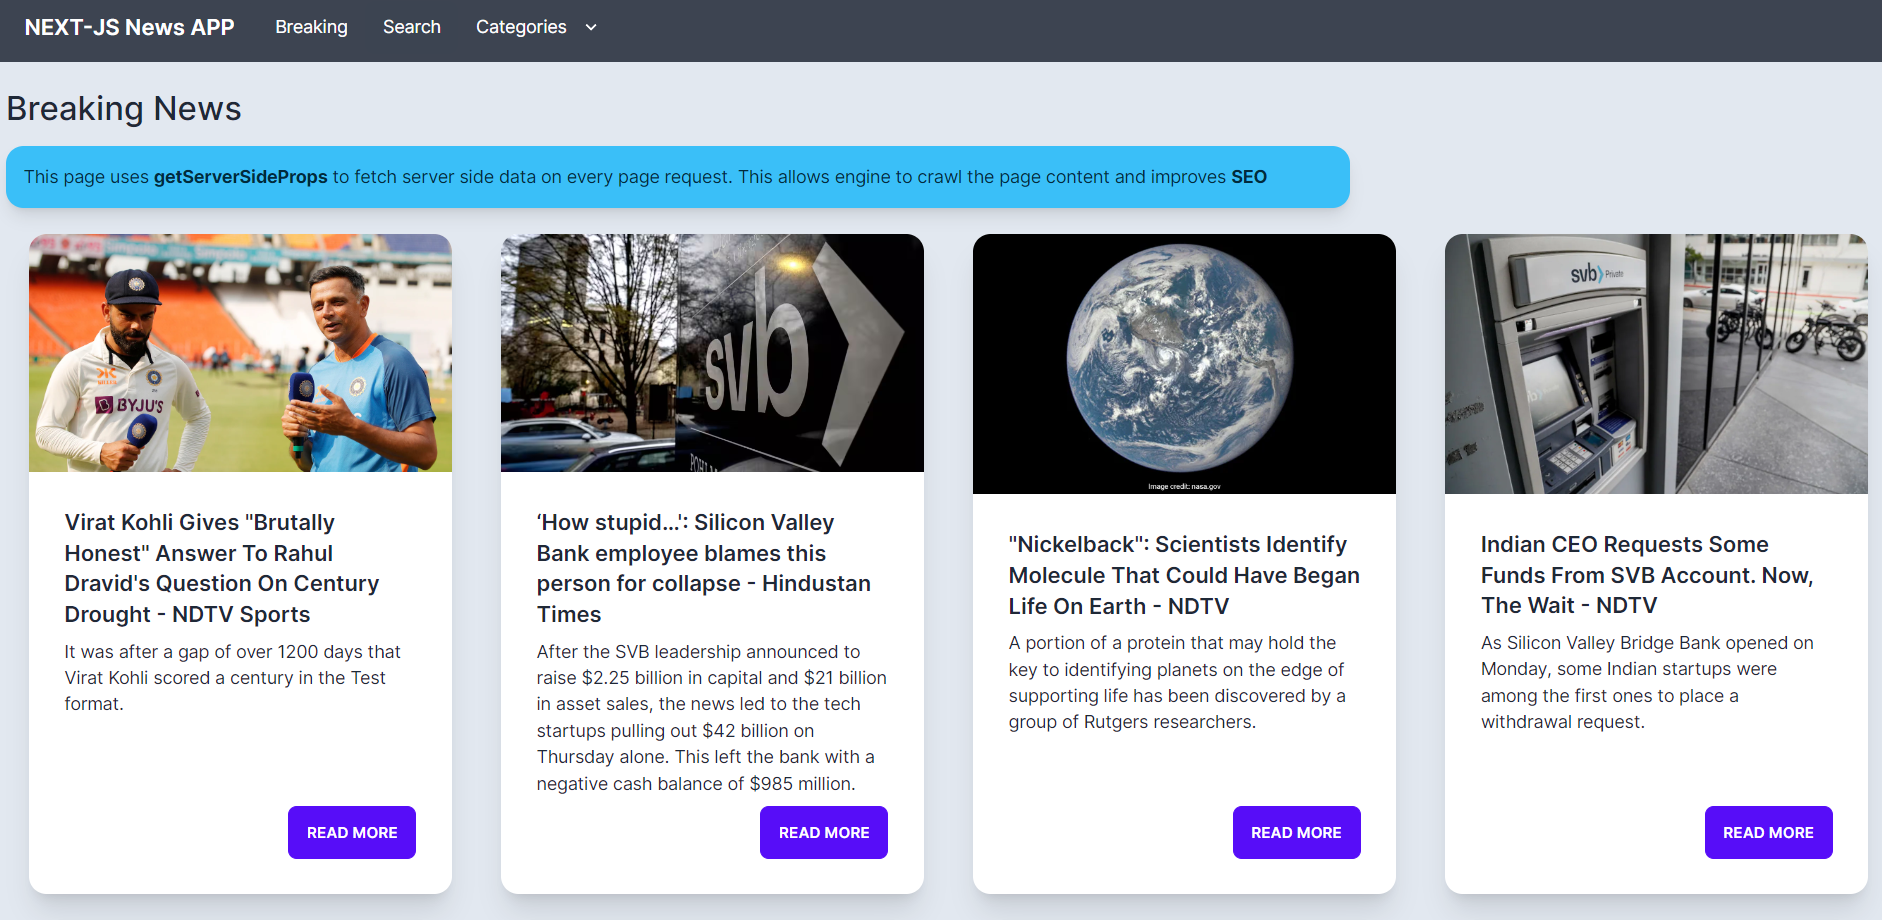 NEXT-JS News APP Breaking Search Categories
Breaking News
This page uses getServerSideProps to fetch server side data on every page request. This allows engine to crawl the page content and improves SEO
BYJU'S
svb
Image credit: nasa.gov
svb Private
Virat Kohli Gives "Brutally
Honest" Answer To Rahul
Dravid's Question On Century
Drought - NDTV Sports
It was after a gap of over 1200 days that
Virat Kohli scored a century in the Test
format.
READ MORE
‘How stupid...': Silicon Valley
Bank employee blames this
person for collapse - Hindustan
Times
After the SVB leadership announced to
raise $2.25 billion in capital and $21 billion
in asset sales, the news led to the tech
startups pulling out $42 billion on
Thursday alone. This left the bank with a
negative cash balance of $985 million.
READ MORE
"Nickelback": Scientists Identify
Molecule That Could Have Began
Life On Earth - NDTV
A portion of a protein that may hold the
key to identifying planets on the edge of
supporting life has been discovered by a
group of Rutgers researchers.
READ MORE
Indian CEO Requests Some
Funds From SVB Account. Now,
The Wait - NDTV
As Silicon Valley Bridge Bank opened on
Monday, some Indian startups were
among the first ones to place a
withdrawal request.
READ MORE